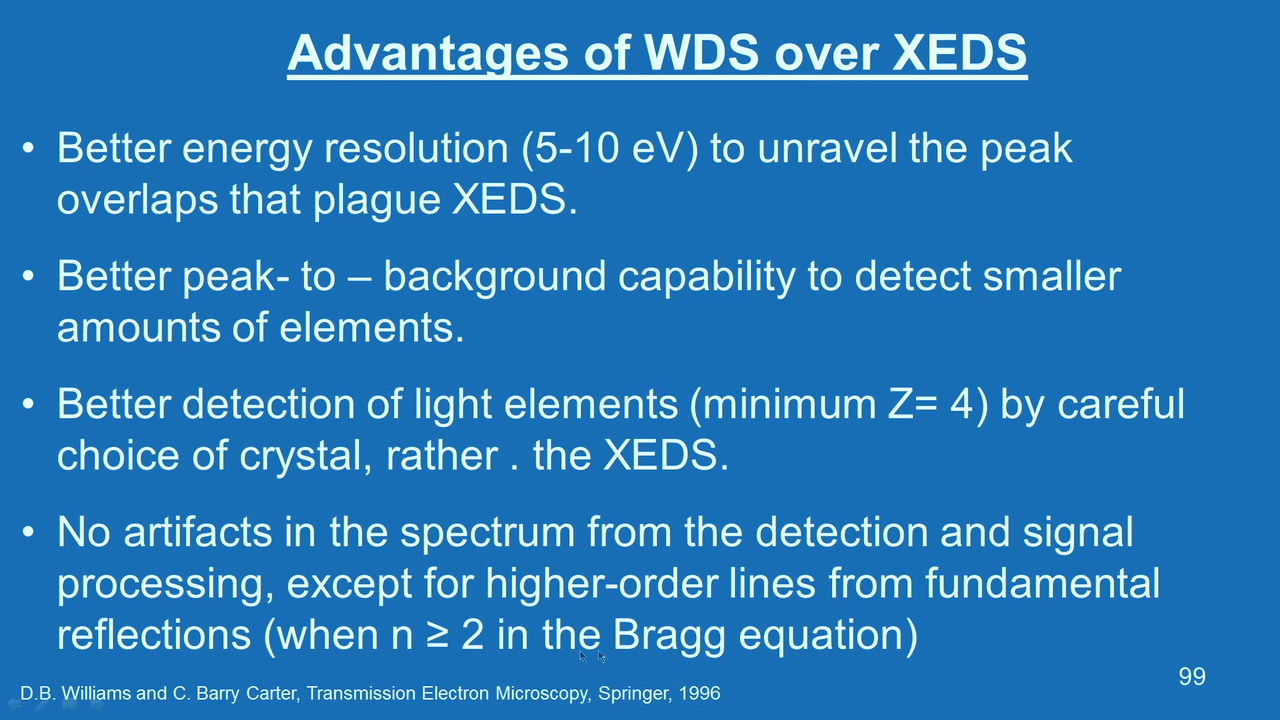 Advantages of WDS over XEDS
• Better energy resolution (5-10 eV) to unravel the peak
overlaps that plague XEDS.
• Better peak- to – background capability to detect smaller
amounts of elements.
• Better detection of light elements (minimum Z= 4) by careful
choice of crystal, rather . the XEDS.
• No artifacts in the spectrum from the detection and signal
processing, except for higher-order lines from fundamental
reflections (when n ≥ 2 in the Bragg equation)
99
D.B. Williams and C. Barry Carter, Transmission Electron Microscopy, Springer, 1996